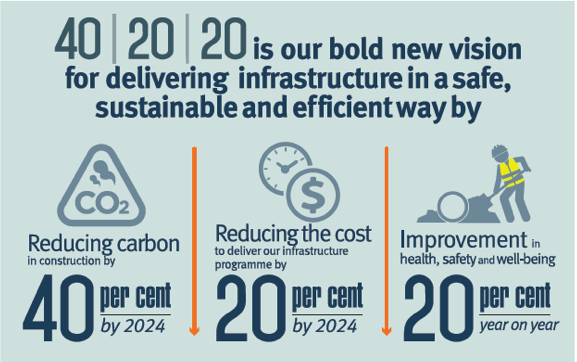 40 | 20 | 20 is our bold new vision
for delivering infrastructure in a safe,
sustainable and efficient way by
CO2
Reducing carbon
in construction by
40 per cent
by 2024
$
Reducing the cost
to deliver our infrastructure
programme by
20 per cent
by 2024
Improvement in
health, safety and well-being
20 per cent
year on year